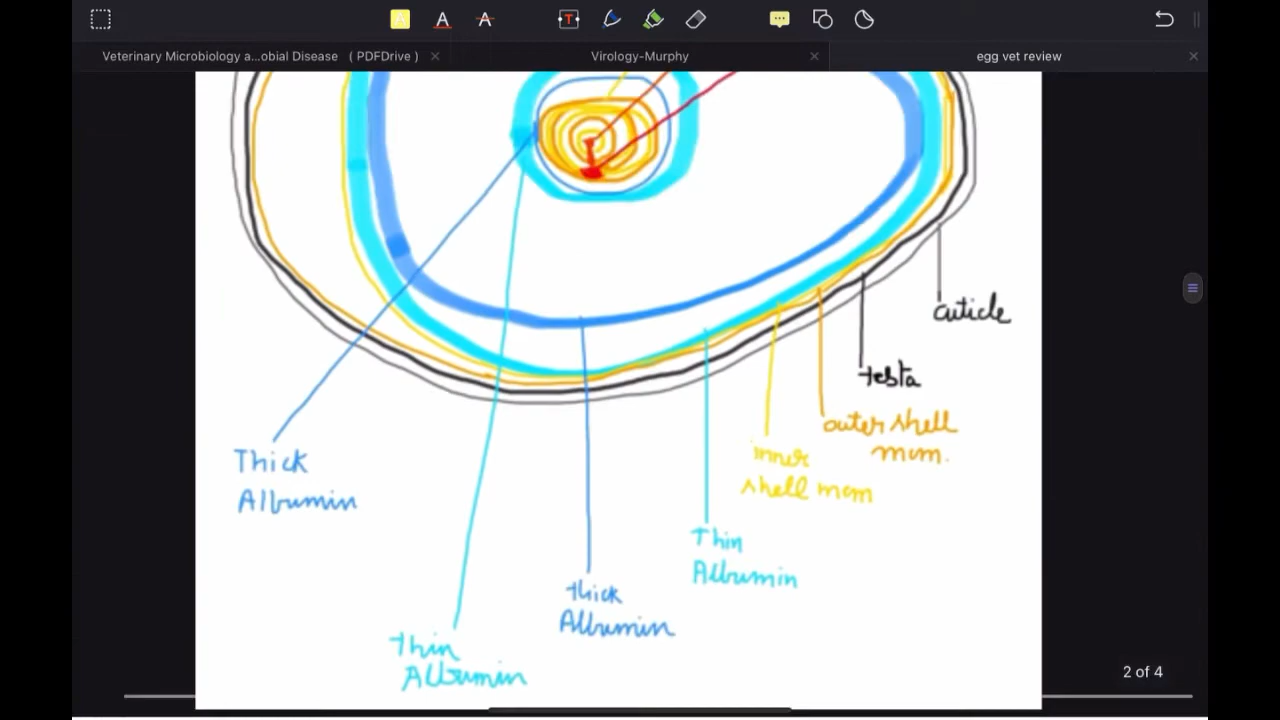 A A A T
Veterinary Microbiology a...obial Disease ( PDFDrive ) ×
Virology-Murphy ×
egg vet review ×
cuticle
testa
outer shell
mem.
inner
shell mem
Thick
Albumin
Thin
Albumin
thick
Albumin
Thin
Albumin
2 of 4